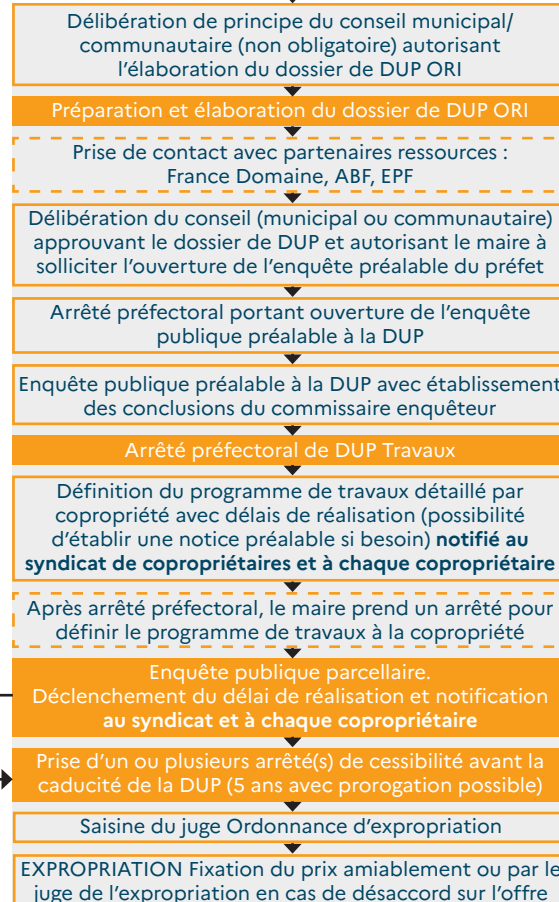 Délibération de principe du conseil municipal/
communautaire (non obligatoire) autorisant
l’élaboration du dossier de DUP ORI
Préparation et élaboration du dossier de DUP ORI
Prise de contact avec partenaires ressources :
France Domaine, ABF, EPF
Délibération du conseil (municipal ou communautaire)
approuvant le dossier de DUP et autorisant le maire à
solliciter l’ouverture de l’enquête préalable du préfet
Arrêté préfectoral portant ouverture de l’enquête
publique préalable à la DUP
Enquête publique préalable à la DUP avec établissement
des conclusions du commissaire enquêteur
Arrêté préfectoral de DUP Travaux
Définition du programme de travaux détaillé par
copropriété avec délais de réalisation (possibilité
d’établir une notice préalable si besoin) notifié au
syndicat de copropriétaires et à chaque copropriétaire
Après arrêté préfectoral, le maire prend un arrêté pour
définir le programme de travaux à la copropriété
Enquête publique parcellaire.
Déclenchement du délai de réalisation et notification
au syndicat et à chaque copropriétaire
Prise d’un ou plusieurs arrêté(s) de cessibilité avant la
caducité de la DUP (5 ans avec prorogation possible)
Saisine du juge Ordonnance d’expropriation
EXPROPRIATION Fixation du prix amiablement ou par le
juge de l’expropriation en cas de désaccord sur l’offre